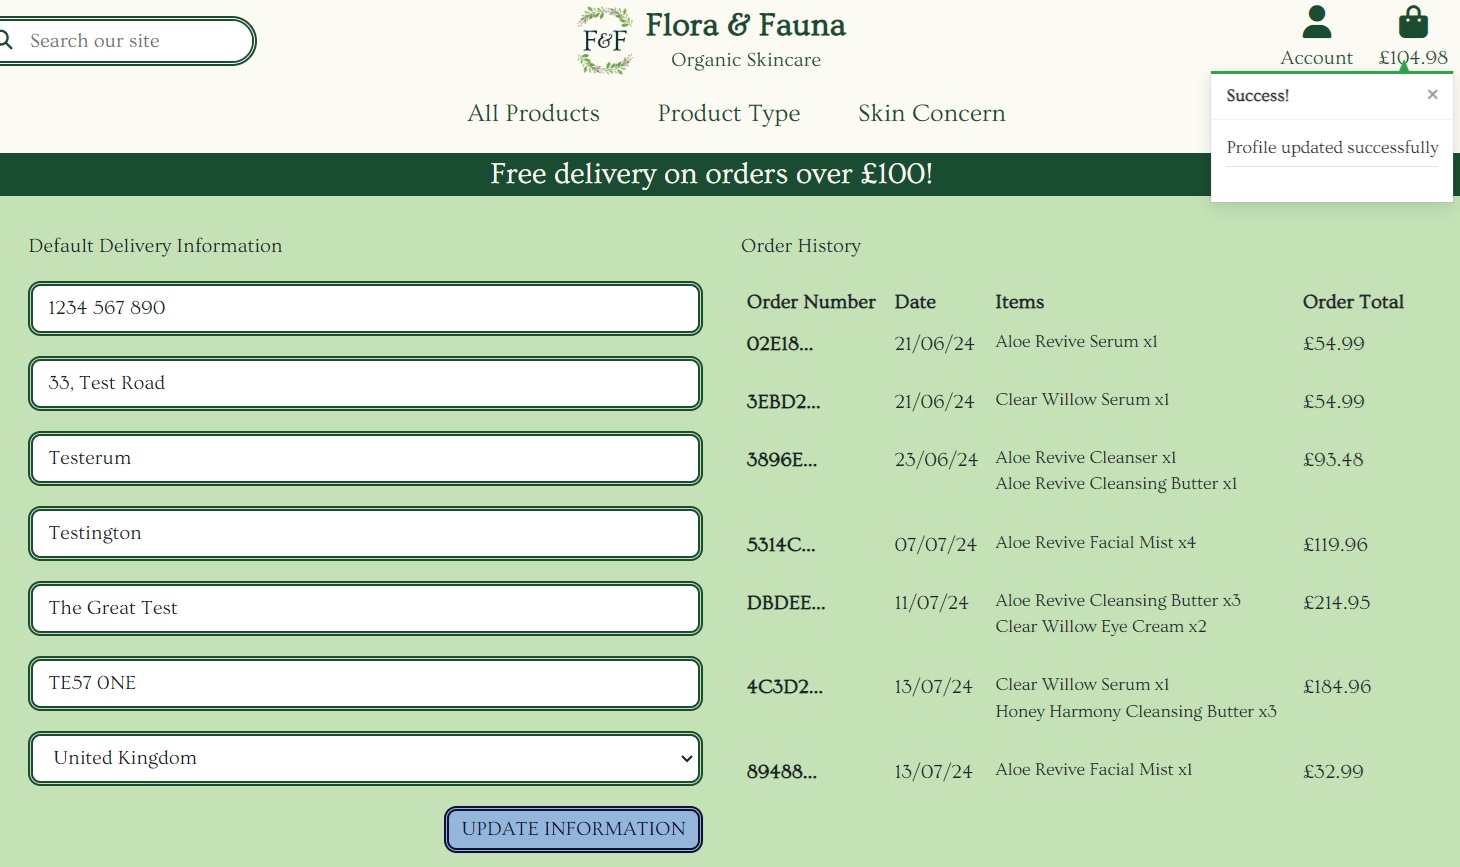 Search our site
F&F
Flora & Fauna
Organic Skincare
Account
£104.98
All Products
Product Type
Skin Concern
Success!
×
Profile updated successfully
Free delivery on orders over £100!
Default Delivery Information
1234 567 890
33, Test Road
Testerum
Testington
The Great Test
TE57 0NE
United Kingdom
UPDATE INFORMATION
Order History
Order Number Date Items Order Total
02E18... 21/06/24 Aloe Revive Serum x1 £54.99
3EBD2... 21/06/24 Clear Willow Serum x1 £54.99
3896E... 23/06/24 Aloe Revive Cleanser x1 £93.48
Aloe Revive Cleansing Butter x1
5314C... 07/07/24 Aloe Revive Facial Mist x4 £119.96
DBDEE... 11/07/24 Aloe Revive Cleansing Butter x3 £214.95
Clear Willow Eye Cream x2
4C3D2... 13/07/24 Clear Willow Serum x1 £184.96
Honey Harmony Cleansing Butter x3
89488... 13/07/24 Aloe Revive Facial Mist x1 £32.99